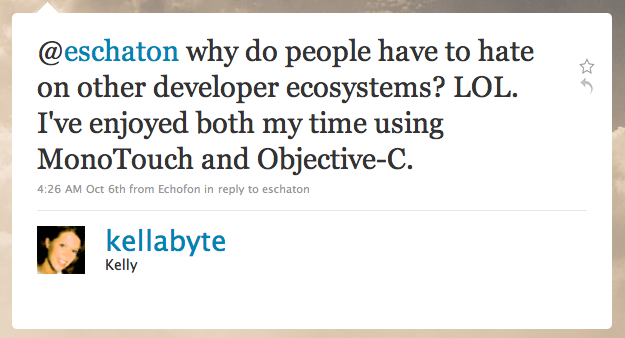 @eschaton why do people have to hate
on other developer ecosystems? LOL.
I've enjoyed both my time using
MonoTouch and Objective-C.
4:26 AM Oct 6th from Echofon in reply to eschaton
kellabyte
Kelly